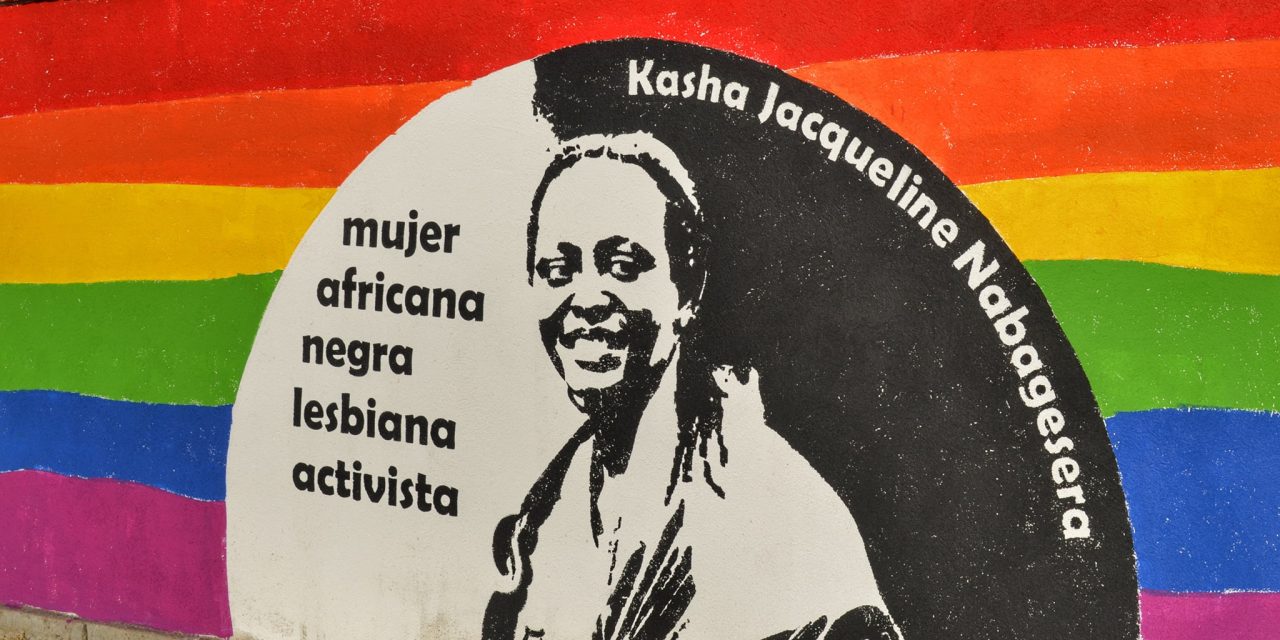 Kasha Jacqueline Nabagesera
mujer
africana
negra
lesbiana
activista